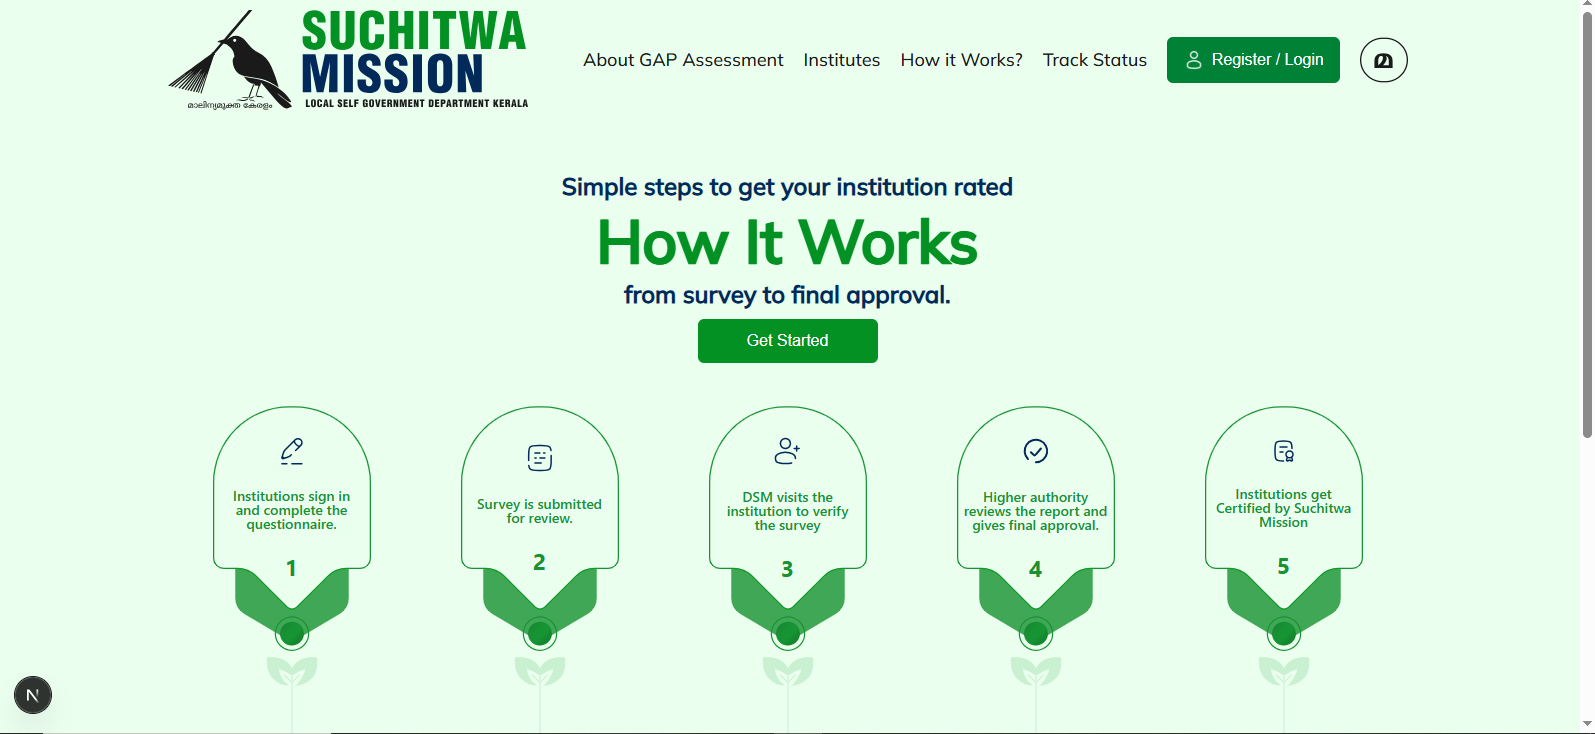 SUCHITWA
MISSION
LOCAL SELF GOVERNMENT DEPARTMENT KERALA
മാലിന്യമുക്ത കേരളം
About GAP Assessment
Institutes
How it Works?
Track Status
Register / Login
മ
Simple steps to get your institution rated
How It Works
from survey to final approval.
Get Started
Institutions sign in
and complete the
questionnaire.
1
Survey is submitted
for review.
2
DSM visits the
institution to verify
the survey
3
Higher authority
reviews the report and
gives final approval.
4
Institutions get
Certified by Suchitwa
Mission
5
N